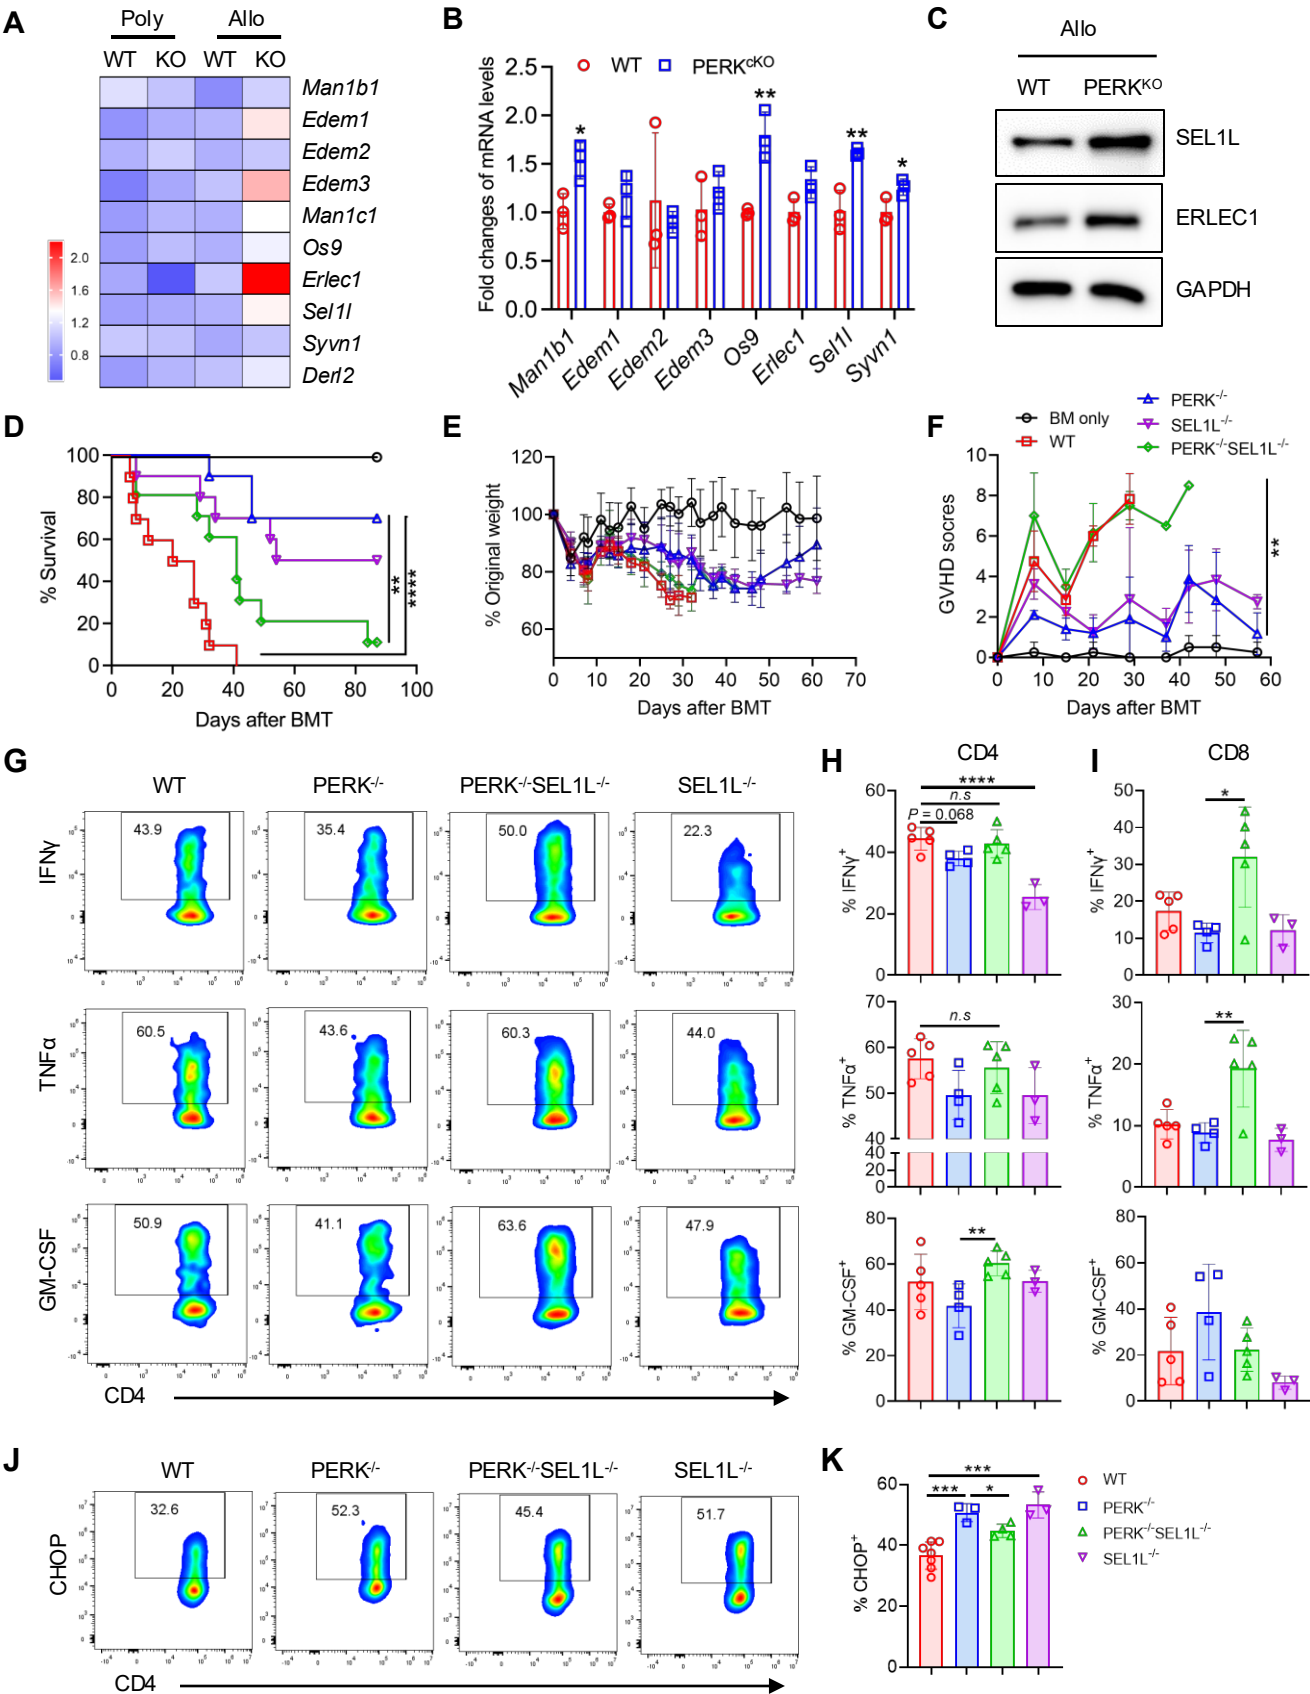 A
Poly Allo
WT KO WT KO
Man1b1
Edem1
Edem2
Edem3
Man1c1
Os9
Erlec1
Sel1l
Syvn1
Derl2
2.0
1.6
1.2
0.8
B
WT PERKcKO
Fold changes of mRNA levels
2.5
2.0
1.5
1.0
0.5
0.0
* ** ** *
Man1b1 Edem1 Edem2 Edem3 Os9 Erlec1 Sel1l Syvn1
C
Allo
WT PERKKO
SEL1L
ERLEC1
GAPDH
D
% Survival
100
80
60
40
20
0
0 20 40 60 80 100
Days after BMT
**
****
E
% Original weight
120
100
80
60
0 10 20 30 40 50 60 70
Days after BMT
F
BM only
WT
PERK-/-
SEL1L-/-
PERK-/-SEL1L-/-
GVHD socres
10
8
6
4
2
0
0 10 20 30 40 50 60
Days after BMT
**
G
WT PERK-/- PERK-/-SEL1L-/- SEL1L-/-
IFNγ
43.9 35.4 50.0 22.3
TNFα
60.5 43.6 60.3 44.0
GM-CSF
50.9 41.1 63.6 47.9
CD4
H
CD4
% IFNγ+
60
40
20
0
****
n.s
P = 0.068
% TNFα+
70
60
50
40
40
20
0
n.s
% GM-CSF+
80
60
40
20
0
**
I
CD8
% IFNγ+
50
40
30
20
10
0
*
% TNFα+
30
20
10
0
**
% GM-CSF+
80
60
40
20
0
J
WT PERK-/- PERK-/-SEL1L-/- SEL1L-/-
CHOP
32.6 52.3 45.4 51.7
CD4
K
% CHOP+
60
40
20
0
***
*** *
WT
PERK-/-
PERK-/-SEL1L-/-
SEL1L-/-